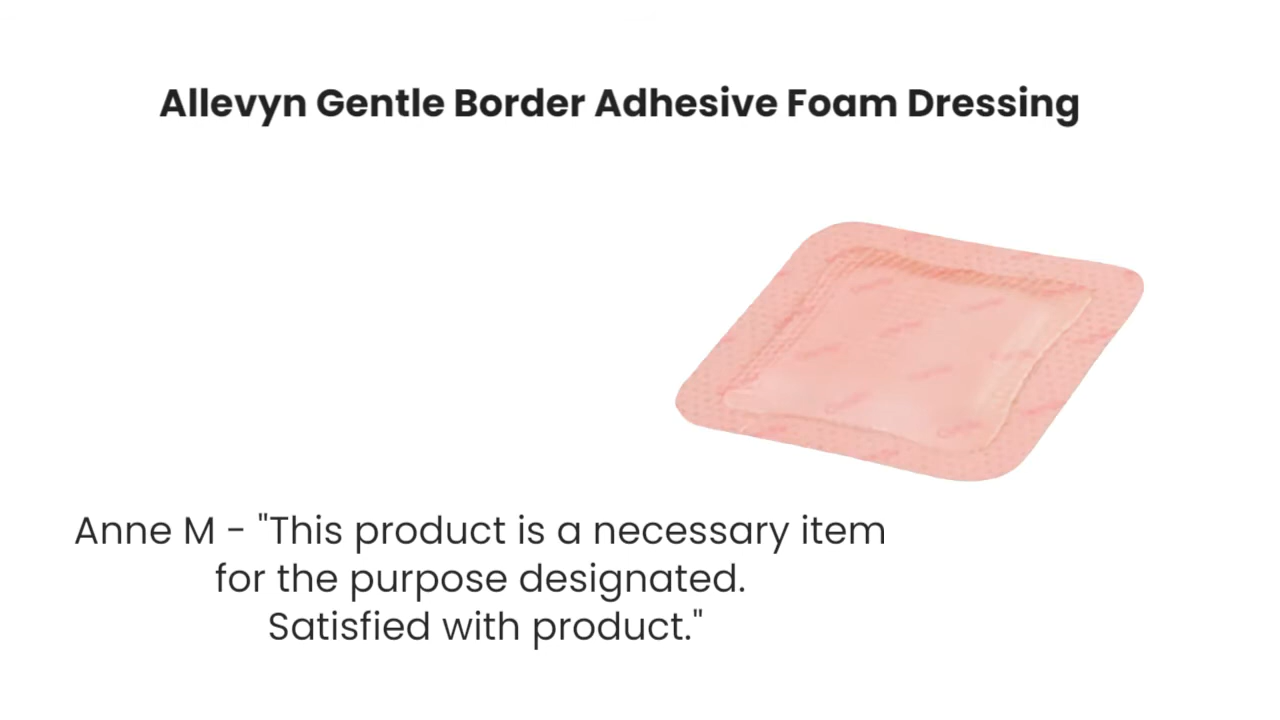 Allevyn Gentle Border Adhesive Foam Dressing
Anne M - "This product is a necessary item
for the purpose designated.
Satisfied with product."